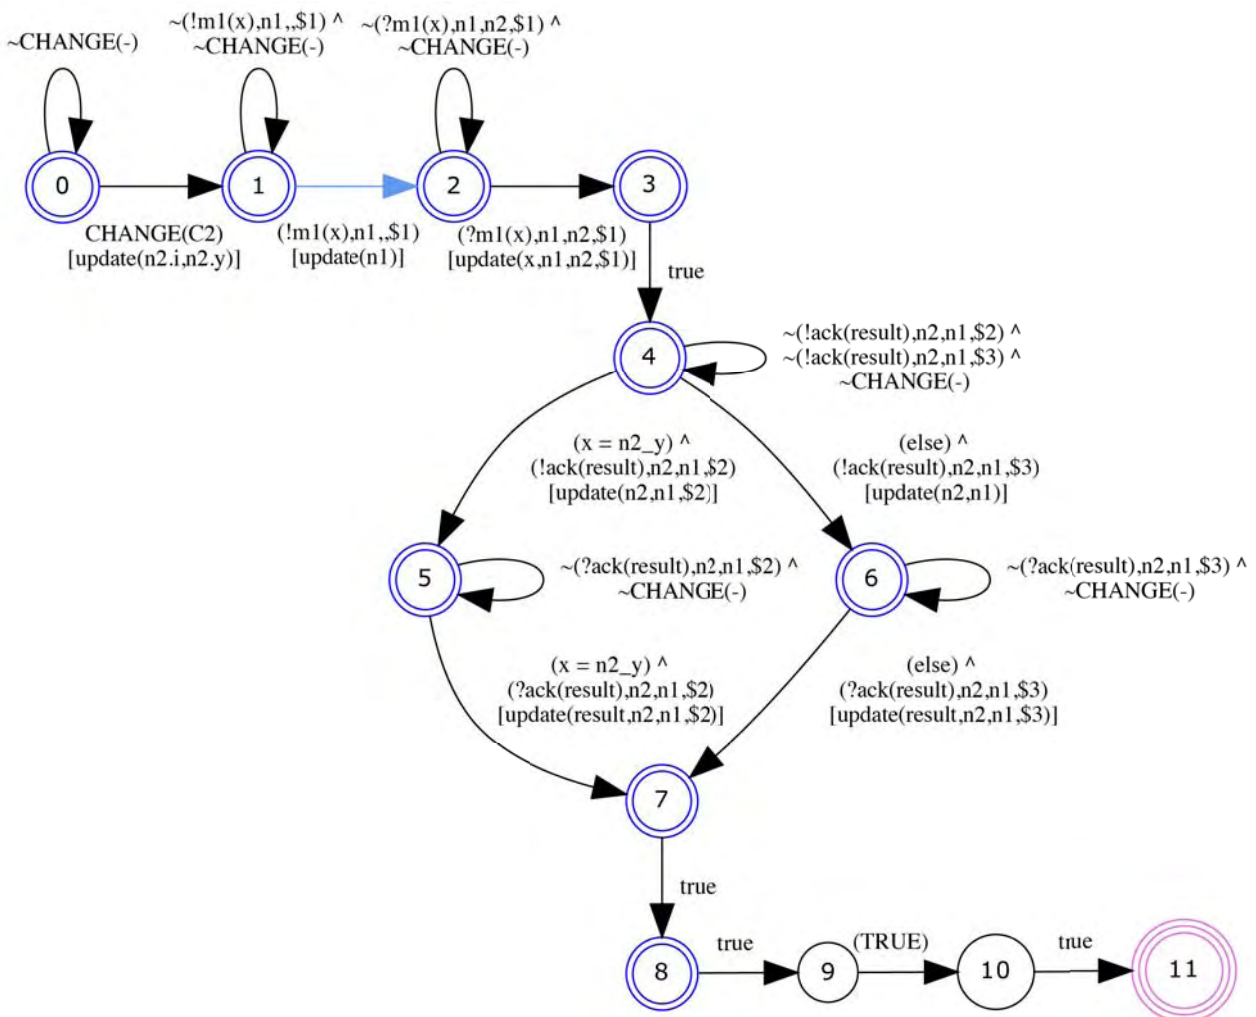 ~CHANGE(-)
~(!m1(x),n1,,$1) ^
~CHANGE(-)
~(?m1(x),n1,n2,$1) ^
~CHANGE(-)
0
1
2
3
CHANGE(C2)
[update(n2.i,n2.y)]
(!m1(x),n1,,$1)
[update(n1)]
(?m1(x),n1,n2,$1)
[update(x,n1,n2,$1)]
true
4
~(!ack(result),n2,n1,$2) ^
~(!ack(result),n2,n1,$3) ^
~CHANGE(-)
(x = n2_y) ^
(!ack(result),n2,n1,$2)
[update(n2,n1,$2)]
(else) ^
(!ack(result),n2,n1,$3)
[update(n2,n1)]
5
~(?ack(result),n2,n1,$2) ^
~CHANGE(-)
6
~(?ack(result),n2,n1,$3) ^
~CHANGE(-)
(x = n2_y) ^
(?ack(result),n2,n1,$2)
[update(result,n2,n1,$2)]
(else) ^
(?ack(result),n2,n1,$3)
[update(result,n2,n1,$3)]
7
true
8
true
9
(TRUE)
10
true
11